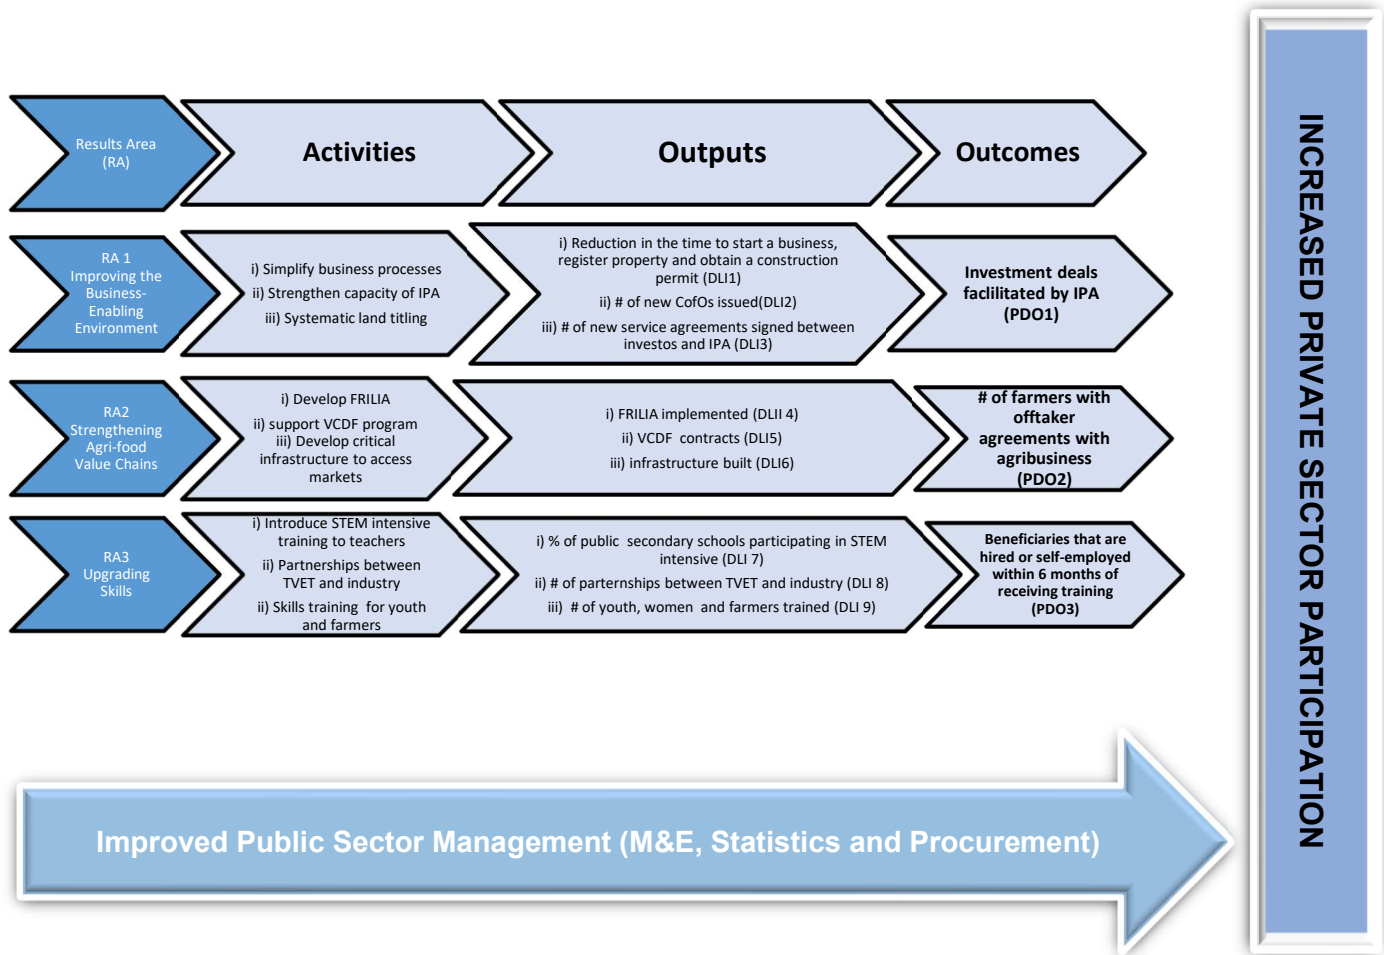 Results Area
(RA)
Activities
Outputs
Outcomes
RA 1
Improving the
Business-
Enabling
Environment
i) Simplify business processes
ii) Strengthen capacity of IPA
iii) Systematic land titling
i) Reduction in the time to start a business,
register property and obtain a construction
permit (DLI1)
ii) # of new CofOs issued(DLI2)
iii) # of new service agreements signed between
investos and IPA (DLI3)
Investment deals
faclilitated by IPA
(PDO1)
RA2
Strengthening
Agri-food
Value Chains
i) Develop FRILIA
ii) support VCDF program
iii) Develop critical
infrastructure to access
markets
i) FRILIA implemented (DLII 4)
ii) VCDF  contracts (DLI5)
iii) infrastructure built (DLI6)
# of farmers with
offtaker
agreements with
agribusiness
(PDO2)
RA3
Upgrading
Skills
i) Introduce STEM intensive
training to teachers
ii) Partnerships between
TVET and industry
ii) Skills training  for youth
and farmers
i) % of public  secondary schools participating in STEM
intensive (DLI 7)
ii) # of parternships between TVET and industry (DLI 8)
iii)  # of youth, women  and farmers trained (DLI 9)
Beneficiaries that are
hired or self-employed
within 6 months of
receiving training
(PDO3)
Improved Public Sector Management (M&E, Statistics and Procurement)
INCREASED PRIVATE SECTOR PARTICIPATION